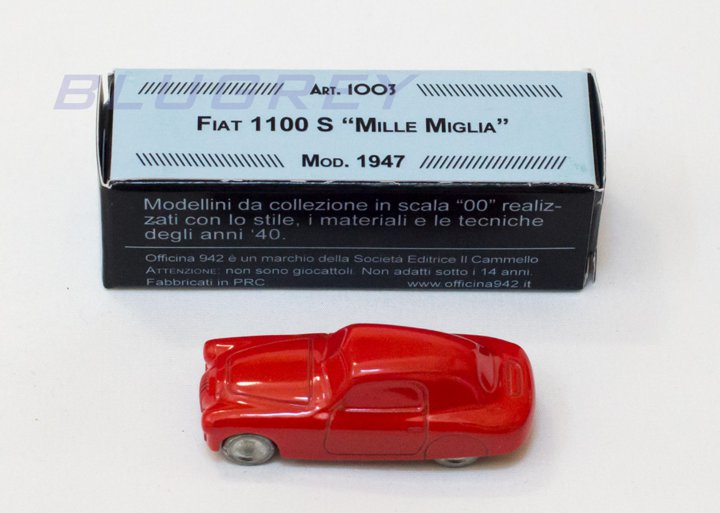 BLUOREY
Art. 1003
Fiat 1100 S “Mille Miglia”
Mod. 1947
Modellini da collezione in scala “00” realiz-
zati con lo stile, i materiali e le tecniche
degli anni ‘40.
Officina 942 è un marchio della Società Editrice Il Cammello
Attenzione: non sono giocattoli. Non adatti sotto i 14 anni.
Fabbricati in PRC www.officina942.it